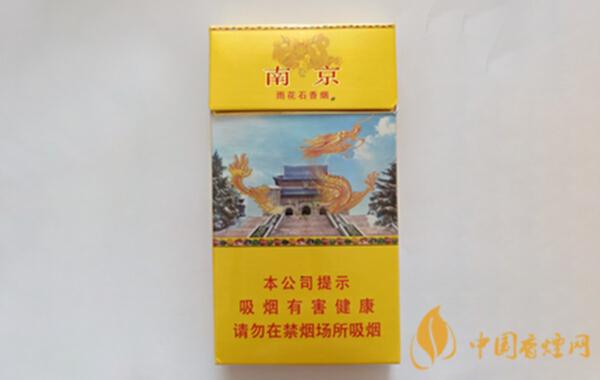 南京
雨花石香烟
本公司提示
吸烟有害健康
请勿在禁烟场所吸烟
中国香烟网